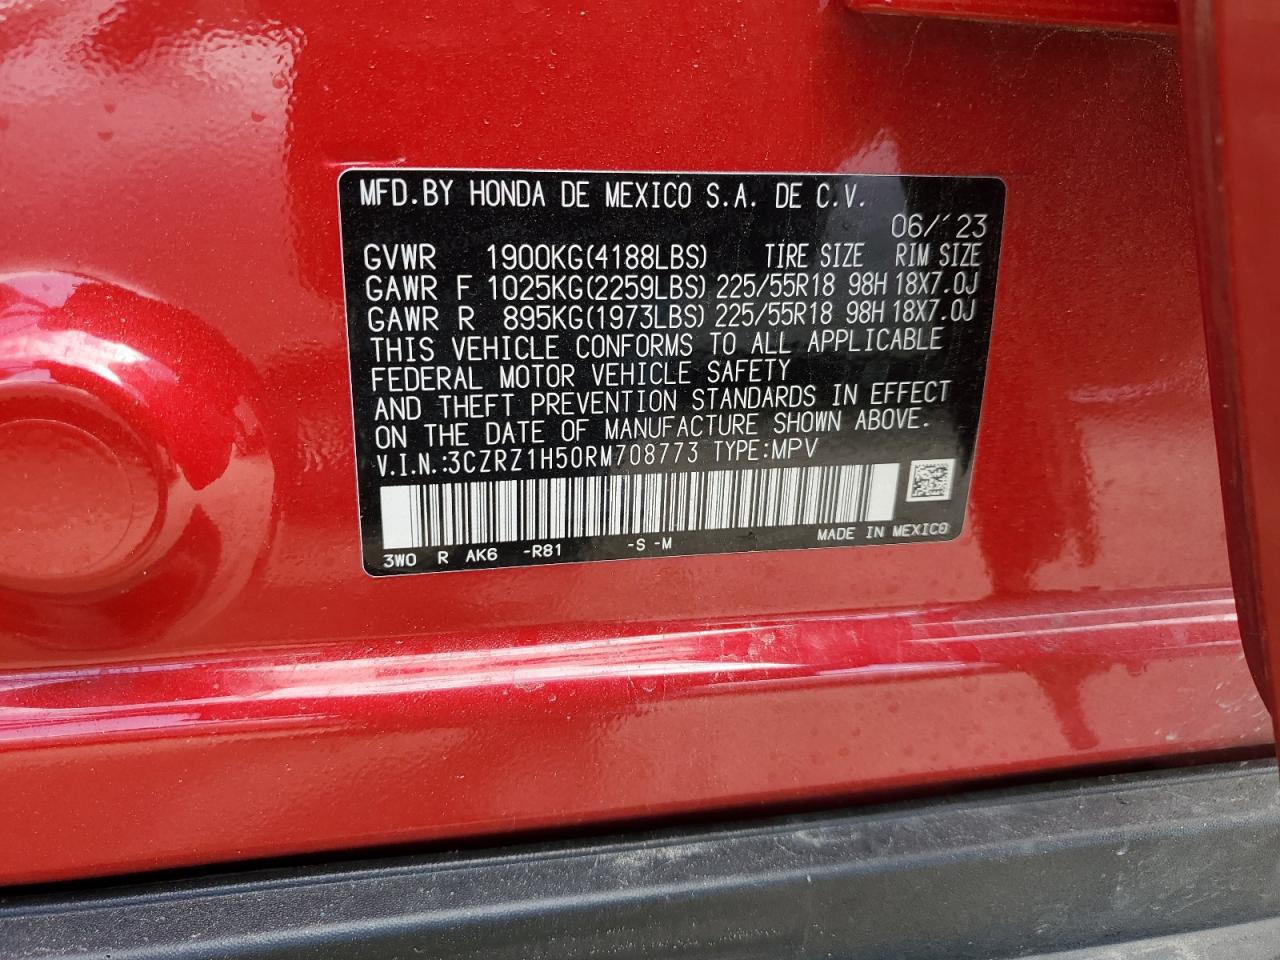 MFD.BY HONDA DE MEXICO S.A. DE C.V.
06/'23
GVWR 1900KG(4188LBS) TIRE SIZE RIM SIZE
GAWR F 1025KG(2259LBS) 225/55R18 98H 18X7.0J
GAWR R 895KG(1973LBS) 225/55R18 98H 18X7.0J
THIS VEHICLE CONFORMS TO ALL APPLICABLE
FEDERAL MOTOR VEHICLE SAFETY
AND THEFT PREVENTION STANDARDS IN EFFECT
ON THE DATE OF MANUFACTURE SHOWN ABOVE.
V.I.N.:3CZRZ1H50RM708773 TYPE:MPV
3W0 R AK6 -R81 -S -M MADE IN MEXICO